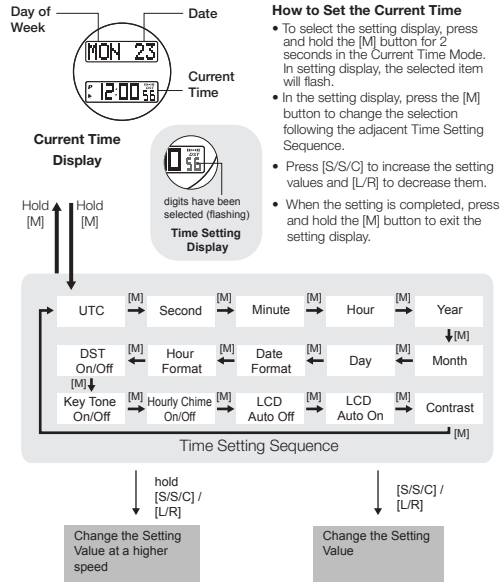 Day of
Week
Date
MON 23
P
12:00 56
DST
Current
Time
Current Time
Display
0 56
DST
digits have been
selected (flashing)
Time Setting
Display
How to Set the Current Time
• To select the setting display, press
and hold the [M] button for 2
seconds in the Current Time Mode.
In setting display, the selected item
will flash.
• In the setting display, press the [M]
button to change the selection
following the adjacent Time Setting
Sequence.
• Press [S/S/C] to increase the setting
values and [L/R] to decrease them.
• When the setting is completed, press
and hold the [M] button to exit the
setting display.
Hold
[M]
Hold
[M]
UTC
[M]
Second
[M]
Minute
[M]
Hour
[M]
Year
[M]
DST
On/Off
[M]
Hour
Format
[M]
Date
Format
[M]
Day
[M]
Month
[M]
Key Tone
On/Off
[M]
Hourly Chime
On/Off
[M]
LCD
Auto Off
[M]
LCD
Auto On
[M]
Contrast
[M]
Time Setting Sequence
hold
[S/S/C] /
[L/R]
[S/S/C] /
[L/R]
Change the Setting
Value at a higher
speed
Change the Setting
Value